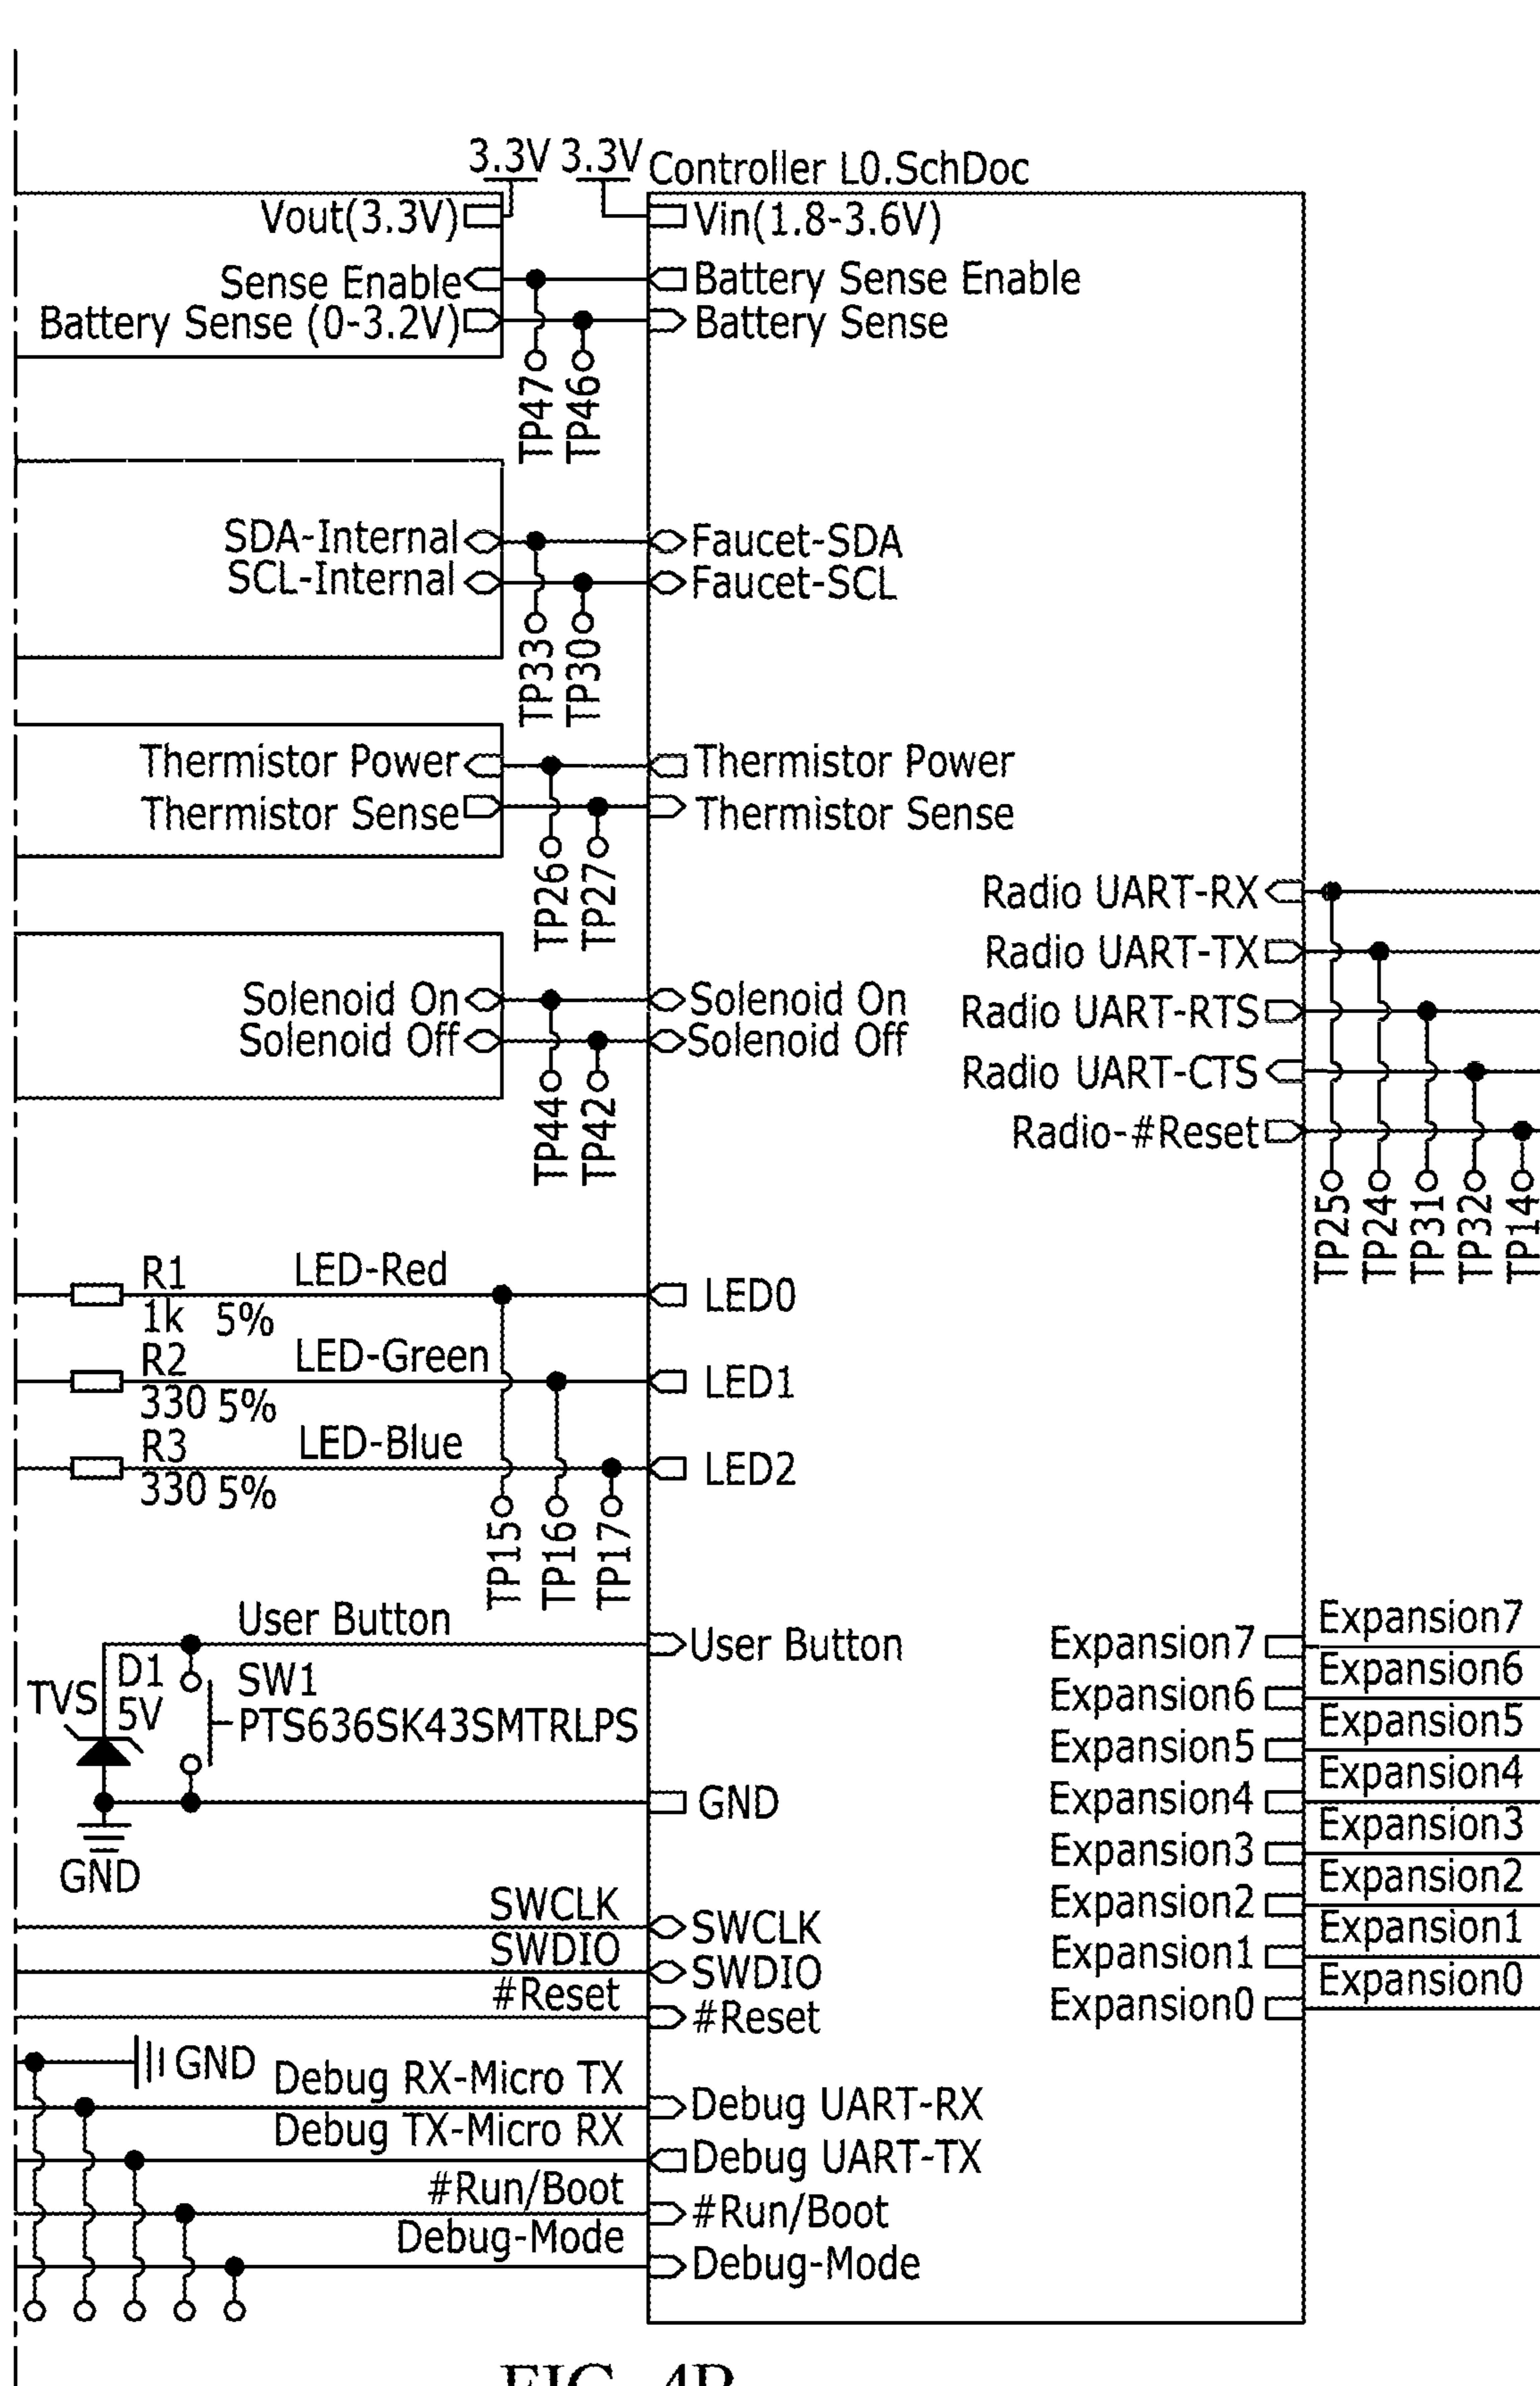 3.3V 3.3V Controller L0.SchDoc
Vout(3.3V) Vin(1.8-3.6V)
Sense Enable Battery Sense Enable
Battery Sense (0-3.2V) Battery Sense
TP47 TP46
SDA-Internal Faucet-SDA
SCL-Internal Faucet-SCL
TP33 TP30
Thermistor Power Thermistor Power
Thermistor Sense Thermistor Sense
TP26 TP27
Radio UART-RX
Radio UART-TX
Solenoid On Solenoid On Radio UART-RTS
Solenoid Off Solenoid Off
Radio UART-CTS
Radio-#Reset
TP44 TP42
TP25 TP24 TP31 TP32 TP14
R1 LED-Red LED0
1k 5%
R2 LED-Green LED1
330 5%
R3 LED-Blue LED2
330 5%
TP15 TP16 TP17
User Button User Button
Expansion7 Expansion7
TVS D1 SW1
5V PTS636SK43SMTRLPS
Expansion6 Expansion6
Expansion5 Expansion5
GND Expansion4 Expansion4
Expansion3 Expansion3
GND
Expansion2 Expansion2
SWCLK SWCLK
Expansion1 Expansion1
SWDIO SWDIO
Expansion0 Expansion0
#Reset #Reset
GND
Debug RX-Micro TX Debug UART-RX
Debug TX-Micro RX Debug UART-TX
#Run/Boot #Run/Boot
Debug-Mode Debug-Mode
FIG. 4B